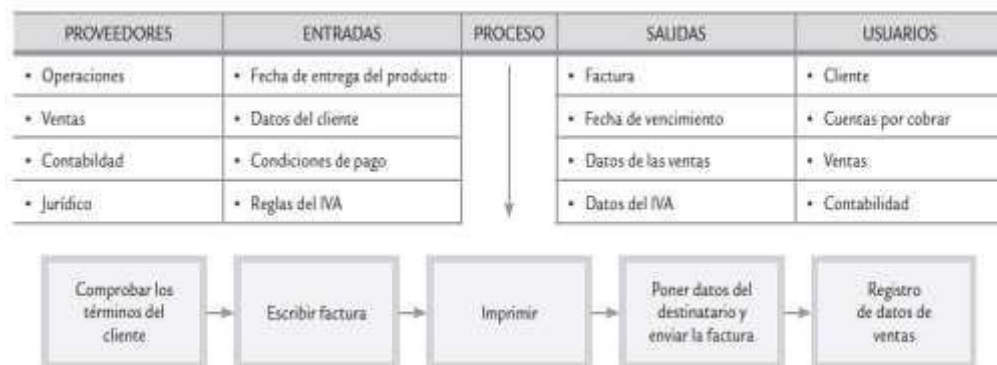 PROVEEDORES ENTRADAS PROCESO SALIDAS USUARIOS
• Operaciones • Fecha de entrega del producto • Factura • Cliente
• Ventas • Datos del cliente • Fecha de vencimiento • Cuentas por cobrar
• Contabildad • Condiciones de pago • Datos de las ventas • Ventas
• Jurídico • Reglas del IVA • Datos del IVA • Contabilidad
Comprobar los
términos del
cliente
Escribir factura
Imprimir
Poner datos del
destinatario y
enviar la factura
Registro
de datos de
ventas